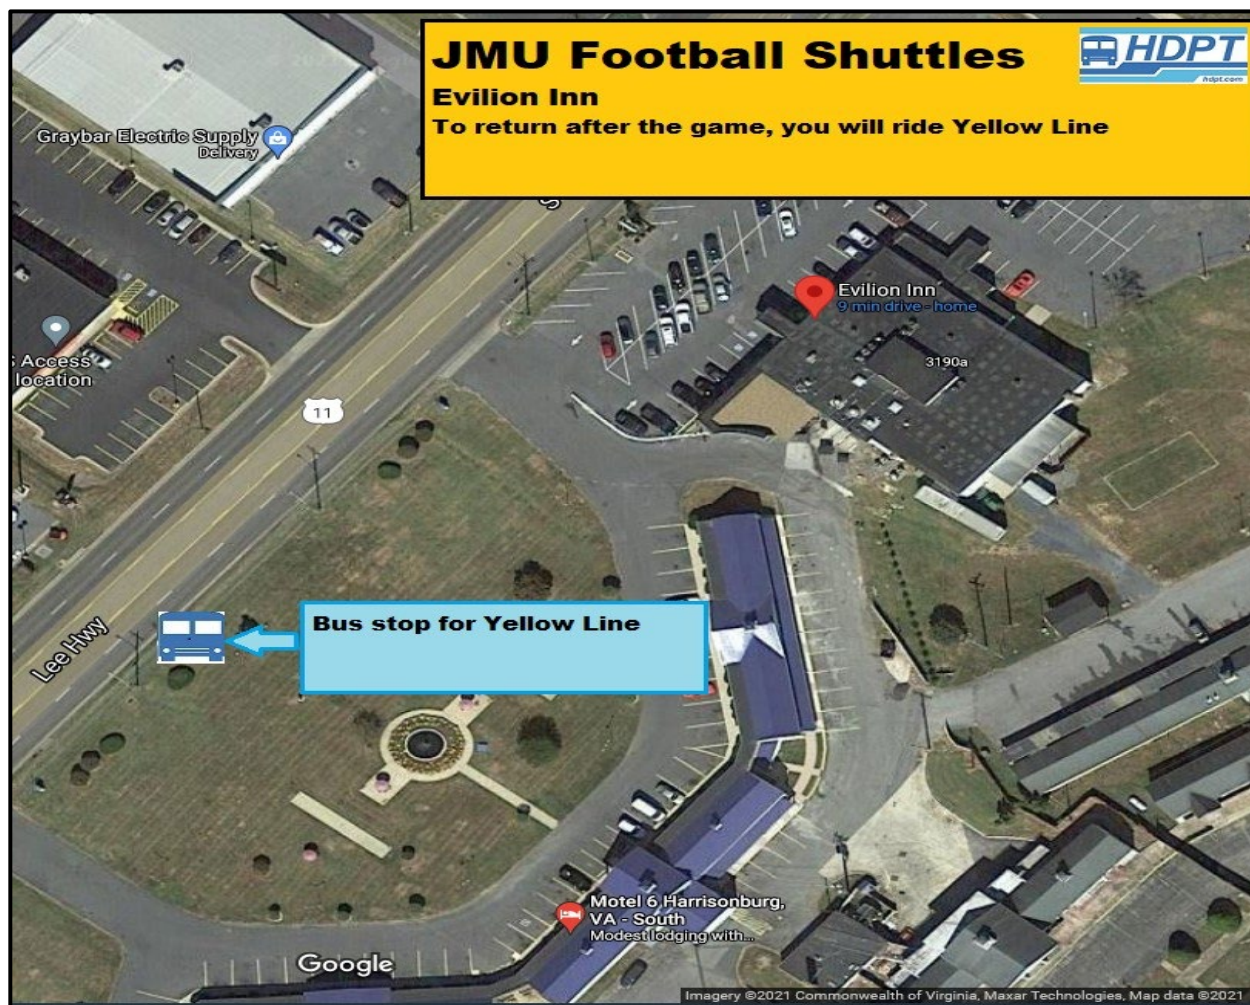 JMU Football Shuttles
HDPT
hdpt.com
Evilion Inn
To return after the game, you will ride Yellow Line
Graybar Electric Supply
Delivery
S
Evilion Inn
9 min drive - home
3190a
S Access
location
11
Lee Hwy
Bus stop for Yellow Line
Motel 6 Harrisonburg,
VA - South
Modest lodging with...
Google
Imagery ©2021 Commonwealth of Virginia, Maxar Technologies, Map data ©2021